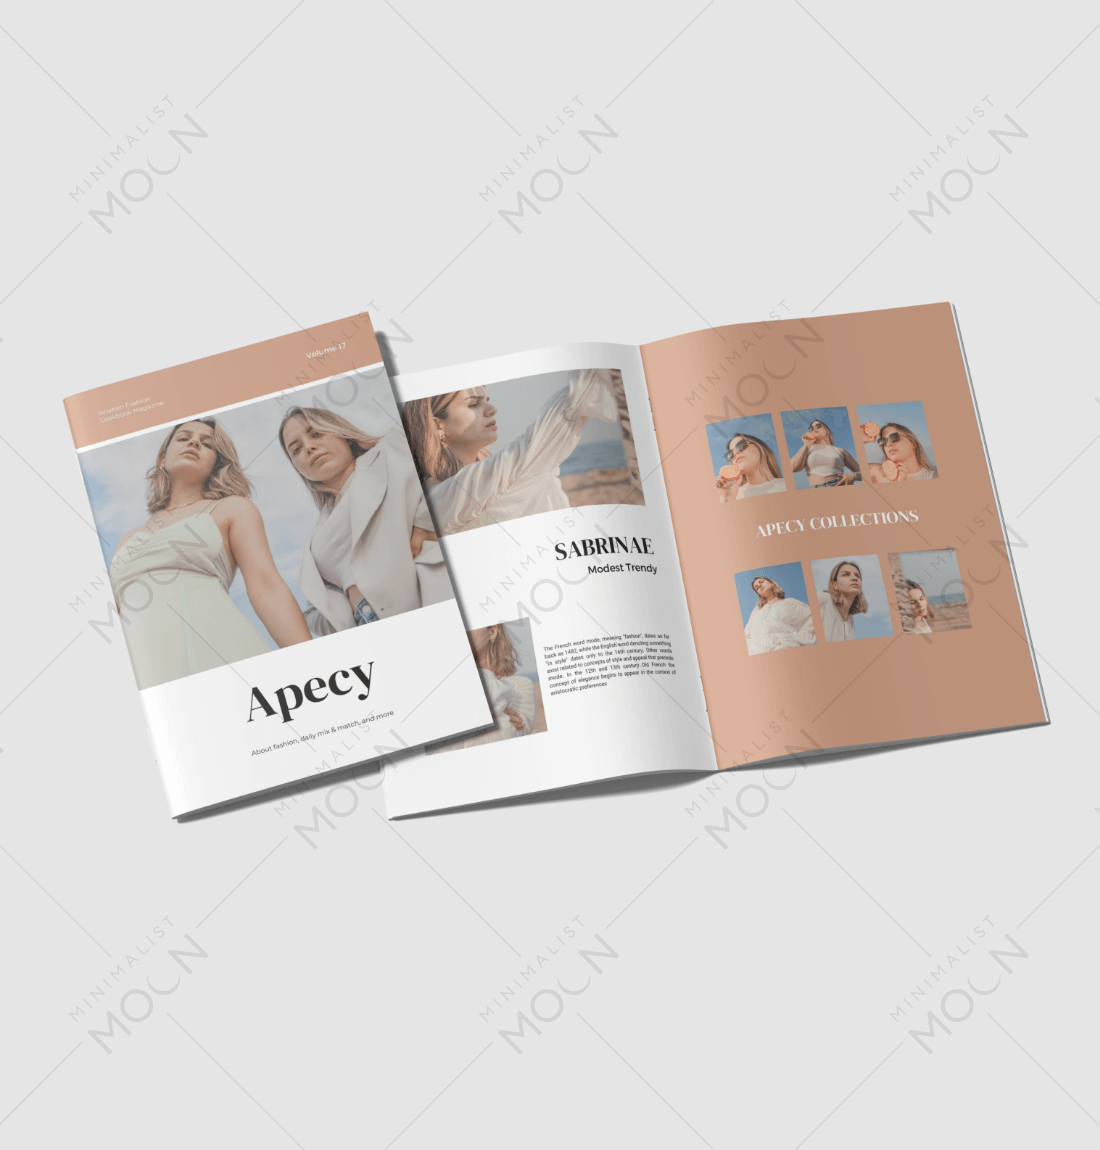 Volume 17
Women Fashion
Lookbook Magazine
Apecy
About fashion, daily mix & match, and more
SABRINAE
Modest Trendy
The French word mode, meaning "fashion", dates as far
back as 1482, while the English word denoting something
"in style" dates only to the 16th century. Other words
exist related to concepts of style and appeal that precede
mode. In the 12th and 13th century Old French the
concept of elegance begins to appear in the context of
aristocratic preferences
APECY COLLECTIONS
MINIMALIST
MOON
MINIMALIST
MOON
MINIMALIST
MOON
MINIMALIST
MOON
MINIMALIST
MOON
MINIMALIST
MOON
MINIMALIST
MOON
MINIMALIST
MOON
MINIMALIST
MOON
MINIMALIST
MOON
MINIMALIST
MOON
MINIMALIST
MOON
MINIMALIST
MOON